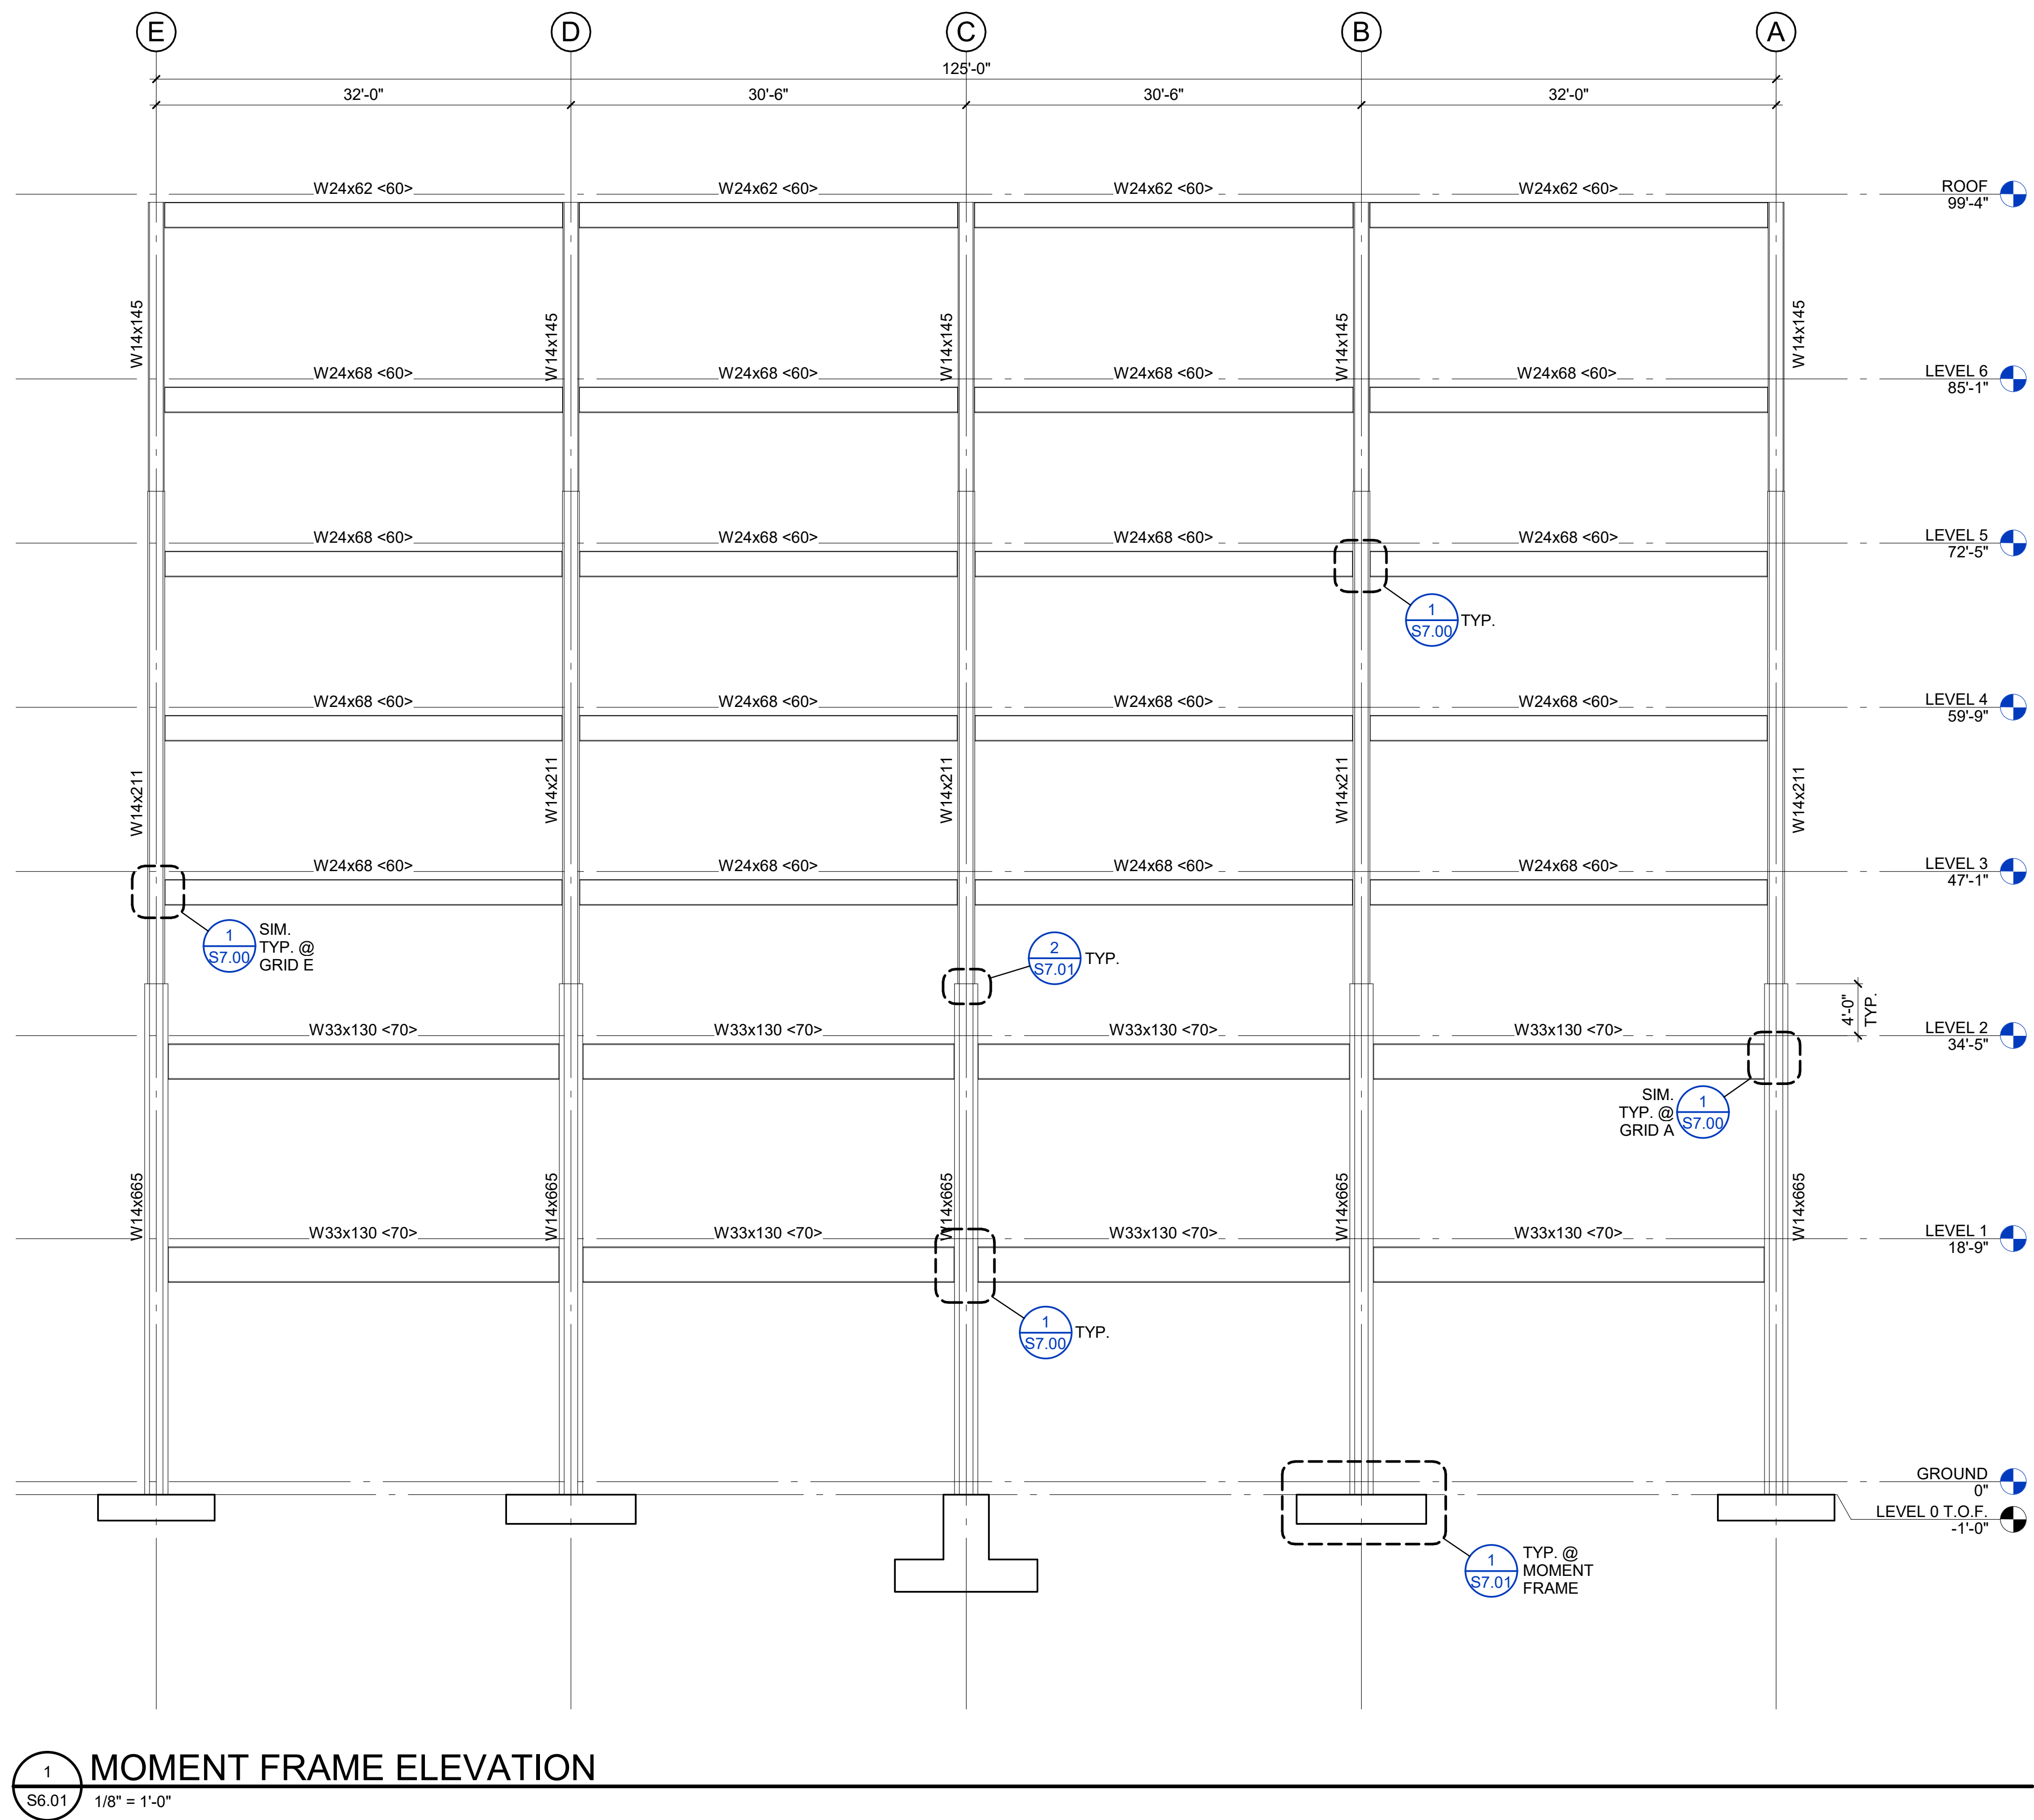 E D C B A
125'-0"
32'-0" 30'-6" 30'-6" 32'-0"
W24x62 <60> W24x62 <60> W24x62 <60> W24x62 <60> ROOF
99'-4"
W14x145 W14x145 W14x145 W14x145 W14x145
W24x68 <60> W24x68 <60> W24x68 <60> W24x68 <60> LEVEL 6
85'-1"
W24x68 <60> W24x68 <60> W24x68 <60> W24x68 <60> LEVEL 5
72'-5"
1
S7.00
TYP.
W24x68 <60> W24x68 <60> W24x68 <60> W24x68 <60> LEVEL 4
59'-9"
W14x211 W14x211 W14x211 W14x211 W14x211
W24x68 <60> W24x68 <60> W24x68 <60> W24x68 <60> LEVEL 3
47'-1"
1
S7.00
SIM.
TYP. @
GRID E
2
S7.01
TYP.
4'-0"
TYP.
W33x130 <70> W33x130 <70> W33x130 <70> W33x130 <70> LEVEL 2
34'-5"
SIM.
TYP. @
GRID A
1
S7.00
W14x665 W14x665 W14x665 W14x665 W14x665
W33x130 <70> W33x130 <70> W33x130 <70> W33x130 <70> LEVEL 1
18'-9"
1
S7.00
TYP.
GROUND
0"
LEVEL 0 T.O.F.
-1'-0"
1
S7.01
TYP. @
MOMENT
FRAME
1
S6.01
MOMENT FRAME ELEVATION
1/8" = 1'-0"